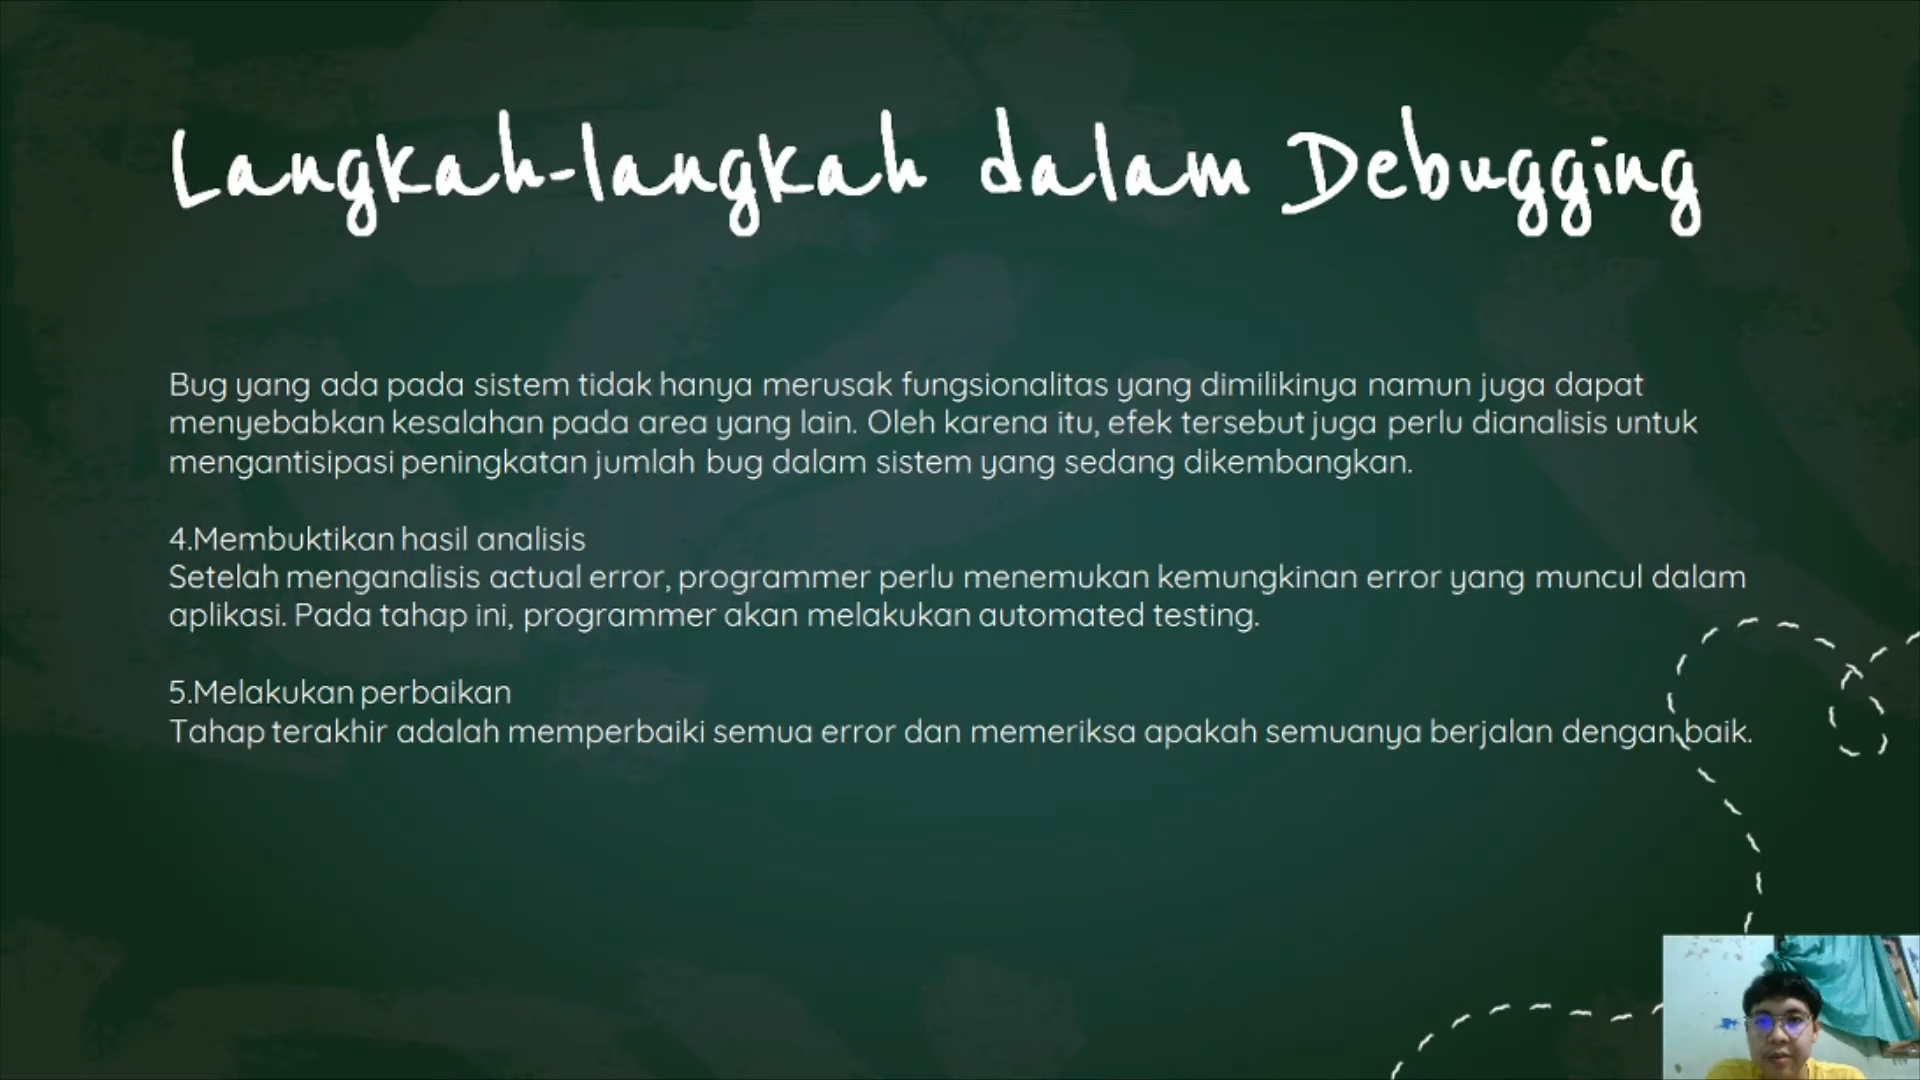 Langkah-langkah dalam Debugging
Bug yang ada pada sistem tidak hanya merusak fungsionalitas yang dimilikinya namun juga dapat
menyebabkan kesalahan pada area yang lain. Oleh karena itu, efek tersebut juga perlu dianalisis untuk
mengantisipasi peningkatan jumlah bug dalam sistem yang sedang dikembangkan.
4.Membuktikan hasil analisis
Setelah menganalisis actual error, programmer perlu menemukan kemungkinan error yang muncul dalam
aplikasi. Pada tahap ini, programmer akan melakukan automated testing.
5.Melakukan perbaikan
Tahap terakhir adalah memperbaiki semua error dan memeriksa apakah semuanya berjalan dengan baik.